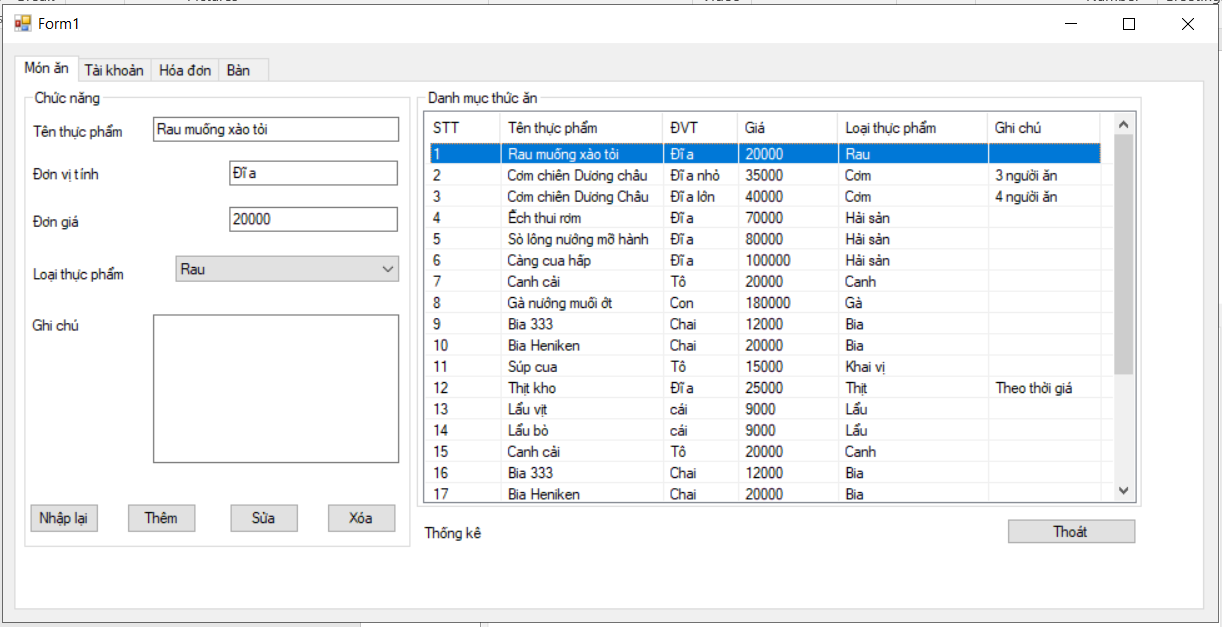 Form1
Món ăn Tài khoản Hóa đơn Bàn
Chức năng
Tên thực phẩm Rau muống xào tỏi
Đơn vị tính Đĩa
Đơn giá 20000
Loại thực phẩm Rau
Ghi chú
Nhập lại Thêm Sửa Xóa
Danh mục thức ăn
STT Tên thực phẩm ĐVT Giá Loại thực phẩm Ghi chú
1 Rau muống xào tỏi Đĩa 20000 Rau
2 Cơm chiên Dương châu Đĩa nhỏ 35000 Cơm 3 người ăn
3 Cơm chiên Dương Châu Đĩa lớn 40000 Cơm 4 người ăn
4 Ếch thui rơm Đĩa 70000 Hải sản
5 Sò lông nướng mỡ hành Đĩa 80000 Hải sản
6 Càng cua hấp Đĩa 100000 Hải sản
7 Canh cải Tô 20000 Canh
8 Gà nướng muối ớt Con 180000 Gà
9 Bia 333 Chai 12000 Bia
10 Bia Heniken Chai 20000 Bia
11 Súp cua Tô 15000 Khai vị
12 Thịt kho Đĩa 25000 Thịt Theo thời giá
13 Lẩu vịt cái 9000 Lẩu
14 Lẩu bò cái 9000 Lẩu
15 Canh cải Tô 20000 Canh
16 Bia 333 Chai 12000 Bia
17 Bia Heniken Chai 20000 Bia
Thống kê Thoát